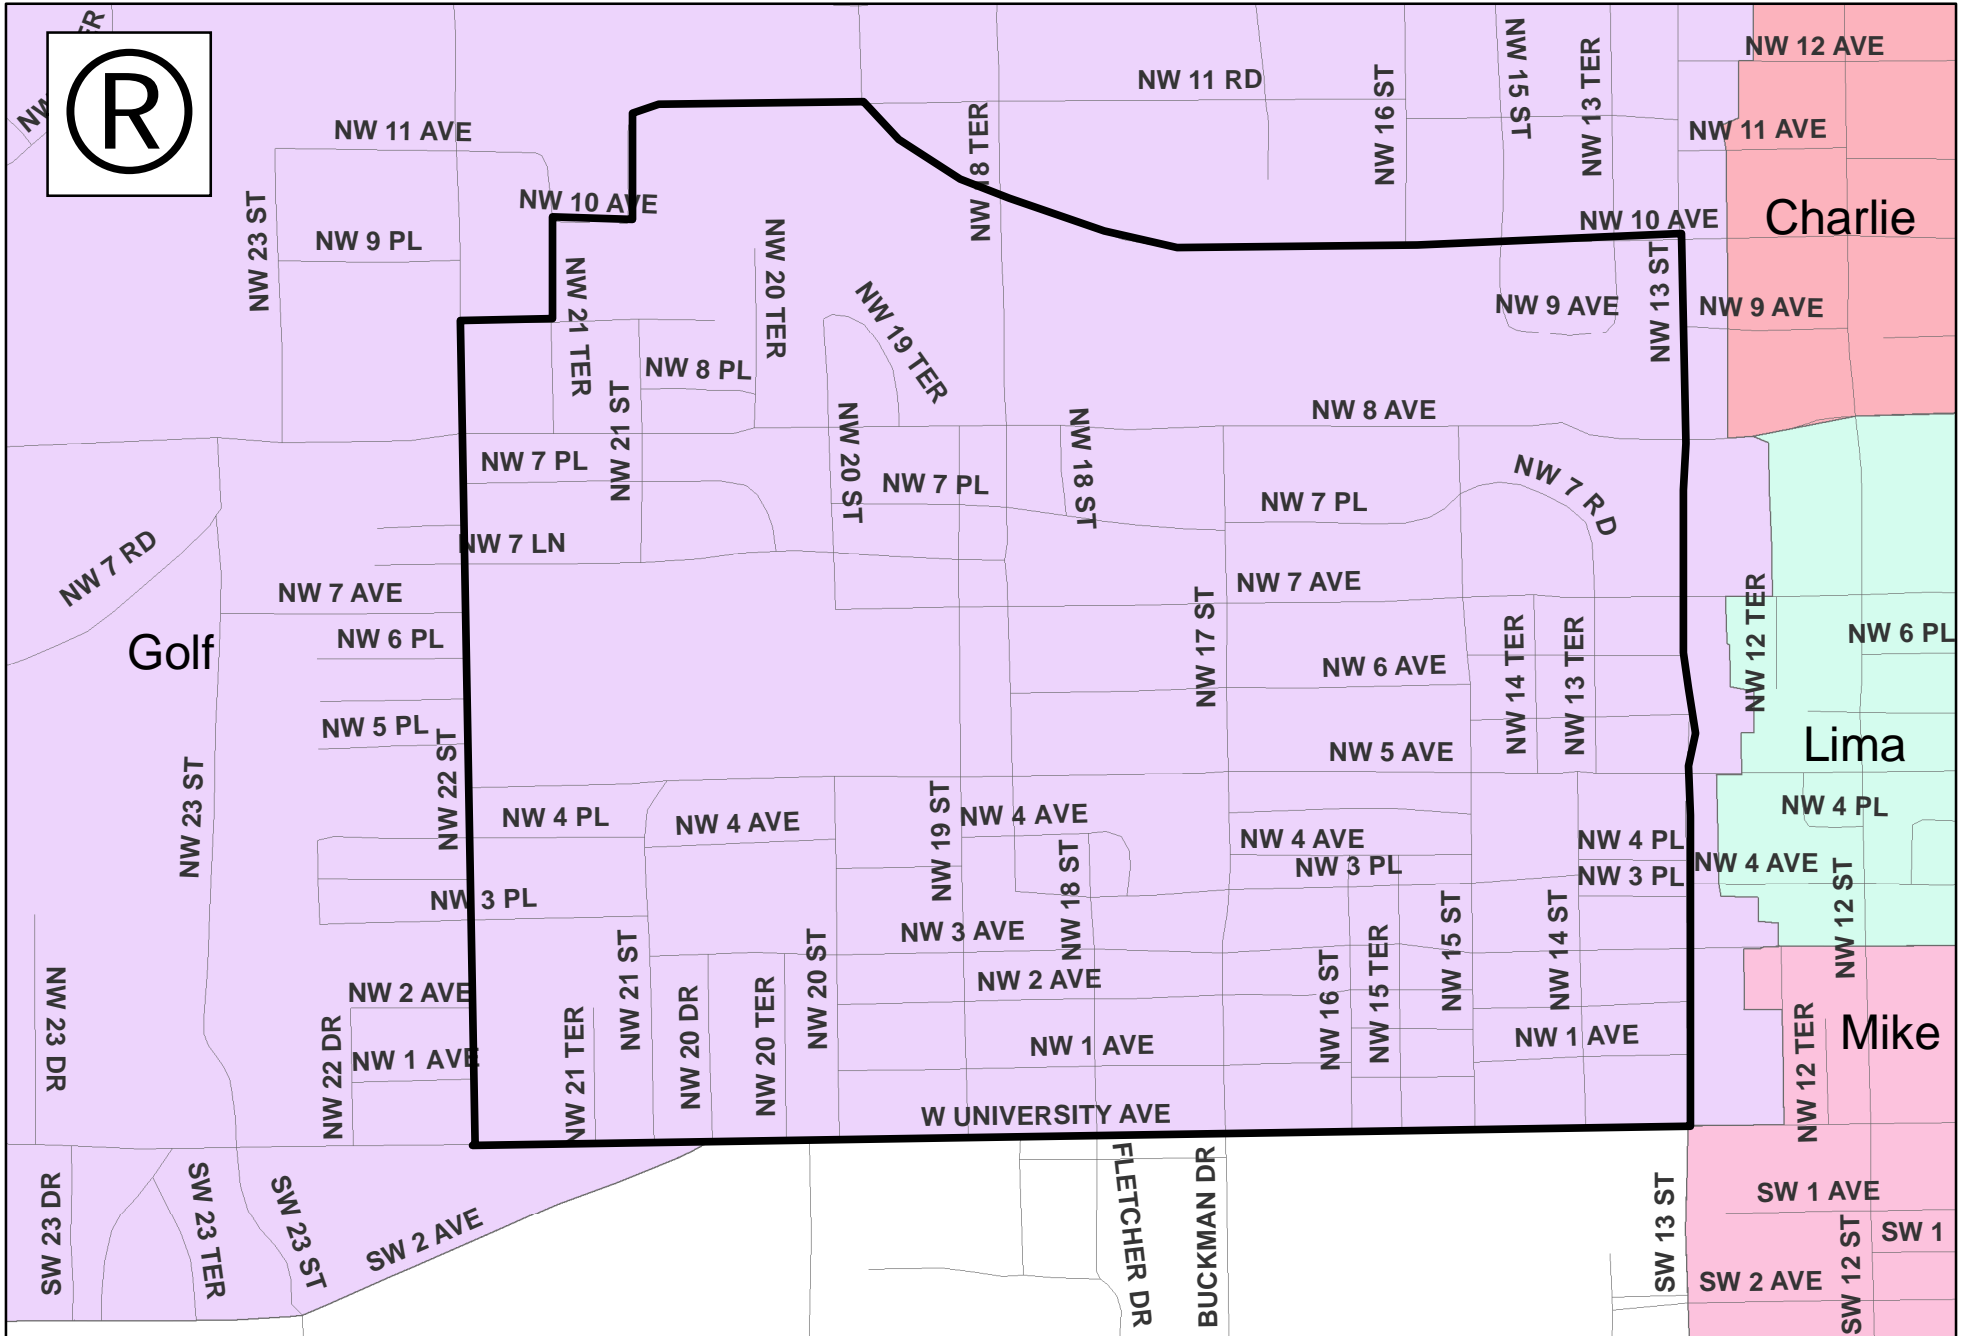 ER
NW
®
NW 11 RD
NW 16 ST
NW 15 ST
NW 13 TER
NW 12 AVE
NW 11 AVE
NW 18 TER
NW 11 AVE
NW 23 ST
NW 10 AVE
NW 10 AVE
Charlie
NW 9 PL
NW 20 TER
NW 21 TER
NW 19 TER
NW 13 ST
NW 9 AVE
NW 9 AVE
NW 8 PL
NW 21 ST
NW 8 AVE
NW 20 ST
NW 18 ST
NW 7 PL
NW 7 PL
NW 7 PL
NW 7 RD
NW 7 LN
NW 7 RD
NW 7 AVE
NW 7 AVE
NW 17 ST
NW 14 TER
NW 13 TER
NW 12 TER
NW 6 PL
NW 6 PL
Golf
NW 6 AVE
NW 5 PL
NW 22 ST
NW 23 ST
NW 5 AVE
Lima
NW 4 PL
NW 4 AVE
NW 19 ST
NW 4 AVE
NW 4 PL
NW 4 AVE
NW 4 PL
NW 3 PL
NW 4 AVE
NW 3 PL
NW 18 ST
NW 12 ST
NW 3 PL
NW 15 ST
NW 14 ST
NW 3 AVE
NW 21 ST
NW 20 ST
NW 15 TER
NW 16 ST
NW 2 AVE
NW 2 AVE
NW 23 DR
NW 22 DR
NW 20 DR
NW 20 TER
NW 21 TER
NW 1 AVE
NW 1 AVE
NW 1 AVE
NW 12 TER
Mike
W UNIVERSITY AVE
FLETCHER DR
BUCKMAN DR
SW 13 ST
SW 23 DR
SW 23 TER
SW 23 ST
SW 2 AVE
SW 1 AVE
SW 12 ST
SW 1
SW 2 AVE